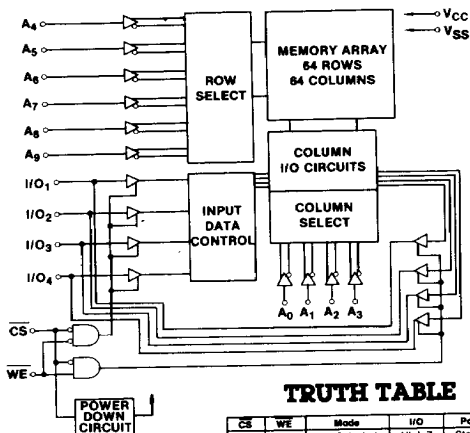 A4
A5
A6
A7
A8
A9
ROW
SELECT
MEMORY ARRAY
64 ROWS
64 COLUMNS
VCC
VSS
I/O1
I/O2
I/O3
I/O4
INPUT
DATA
CONTROL
COLUMN
I/O CIRCUITS
COLUMN
SELECT
A0 A1 A2 A3
CS
WE
POWER
DOWN
CIRCUIT
TRUTH TABLE
CS WE Mode I/O